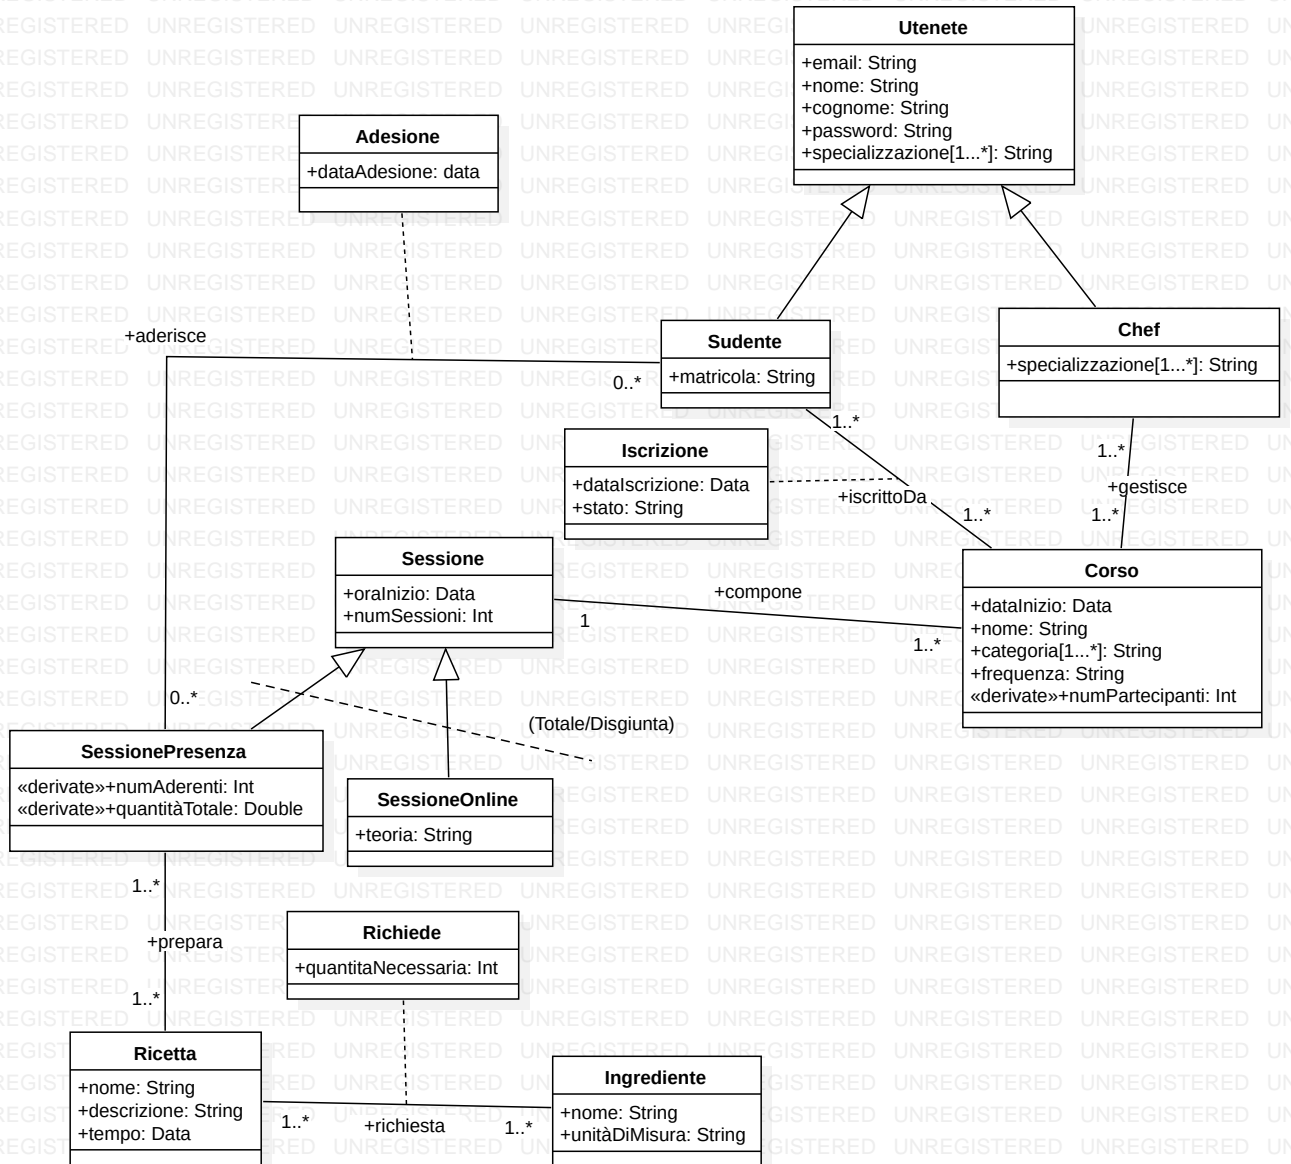 Utenete
+email: String
+nome: String
+cognome: String
+password: String
+specializzazione[1...*]: String
Adesione
+dataAdesione: data
+aderisce
0..*
0..*
Sudente
+matricola: String
Chef
+specializzazione[1...*]: String
1..*
+iscrittoDa
1..*
1..*
+gestisce
1..*
Iscrizione
+dataIscrizione: Data
+stato: String
Sessione
+oraInizio: Data
+numSessioni: Int
+compone
1
1..*
Corso
+dataInizio: Data
+nome: String
+categoria[1...*]: String
+frequenza: String
«derivate»+numPartecipanti: Int
(Totale/Disgiunta)
SessionePresenza
«derivate»+numAderenti: Int
«derivate»+quantitàTotale: Double
SessioneOnline
+teoria: String
1..*
+prepara
1..*
Richiede
+quantitaNecessaria: Int
Ricetta
+nome: String
+descrizione: String
+tempo: Data
1..*
+richiesta
1..*
Ingrediente
+nome: String
+unitàDiMisura: String